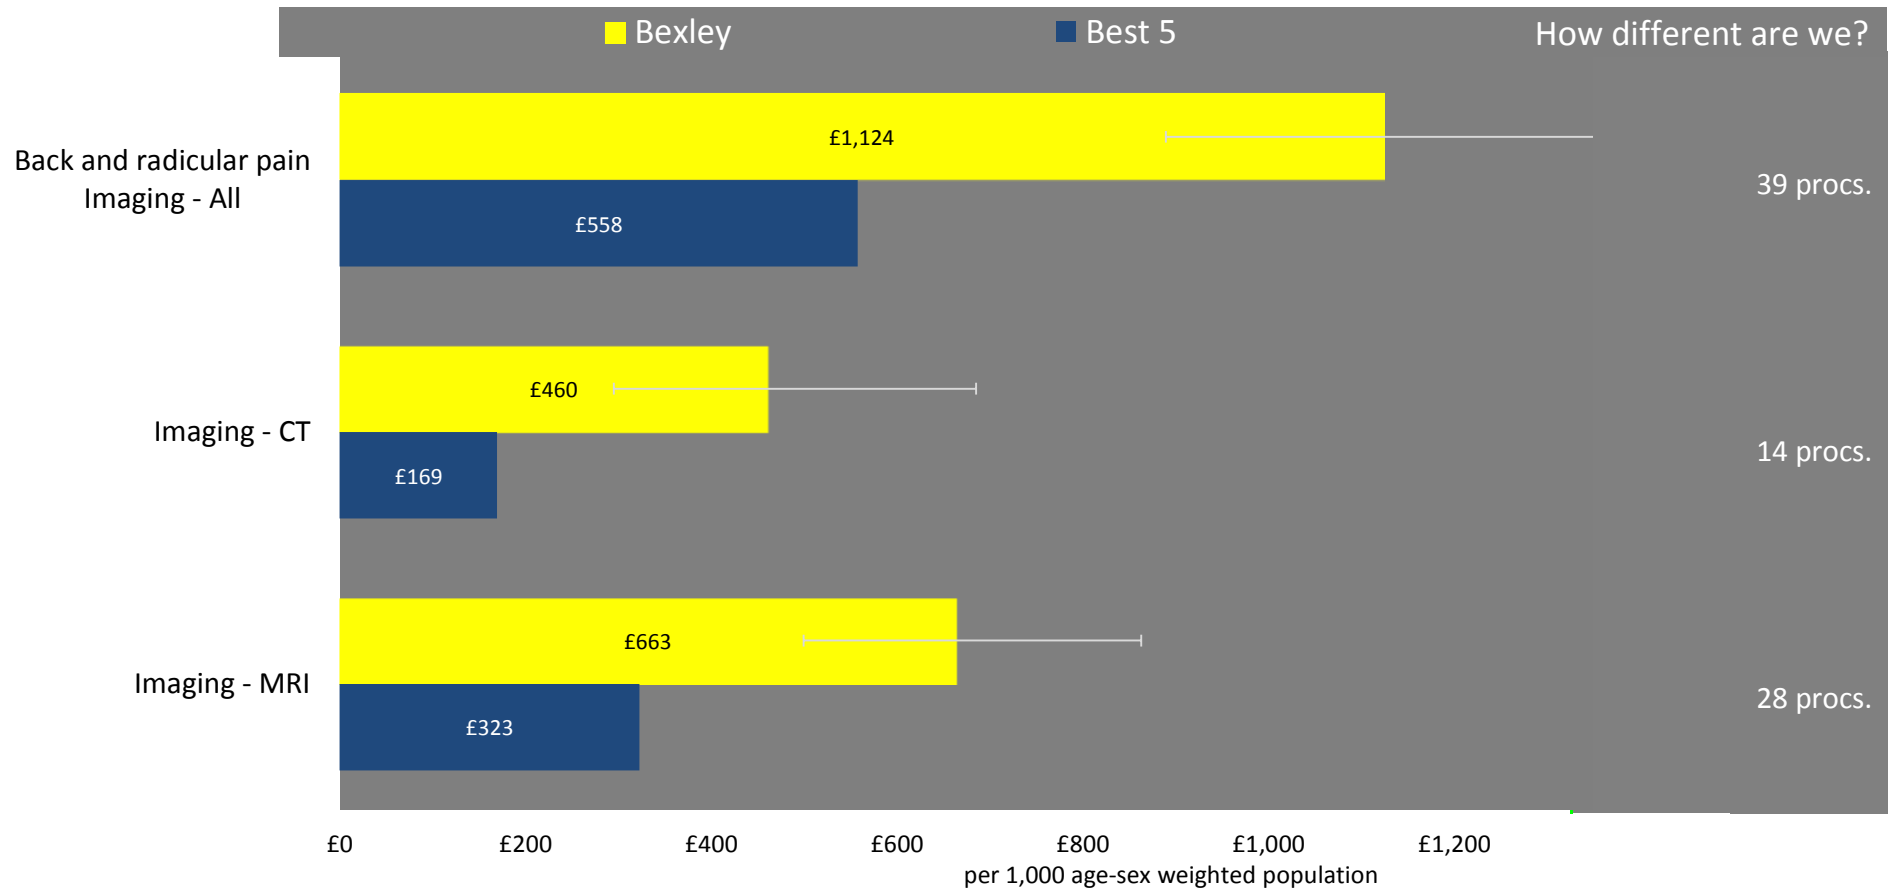 Bexley
Best 5
How different are we?
Back and radicular pain
Imaging - All
£1,124
£558
39 procs.
Imaging - CT
£460
£169
14 procs.
Imaging - MRI
£663
£323
28 procs.
£0
£200
£400
£600
£800
£1,000
£1,200
per 1,000 age-sex weighted population